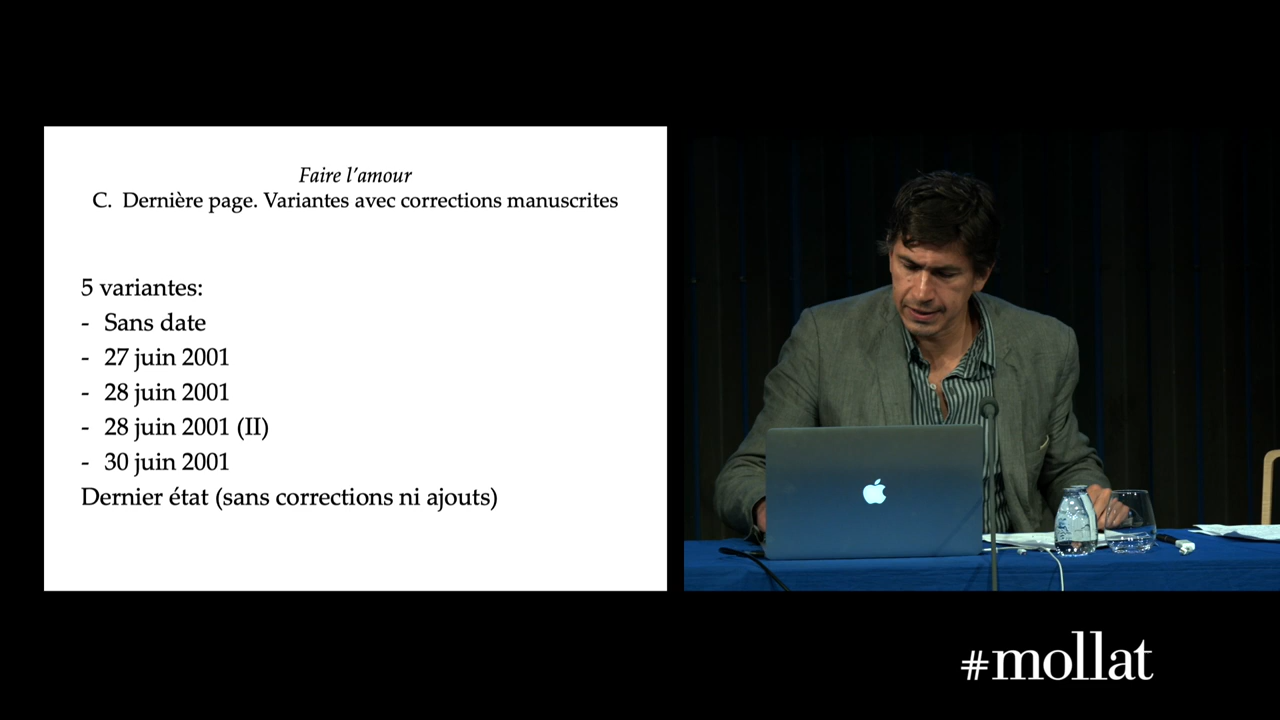 Faire l'amour
C. Dernière page. Variantes avec corrections manuscrites
5 variantes:
- Sans date
- 27 juin 2001
- 28 juin 2001
- 28 juin 2001 (II)
- 30 juin 2001
Dernier état (sans corrections ni ajouts)
#mollat